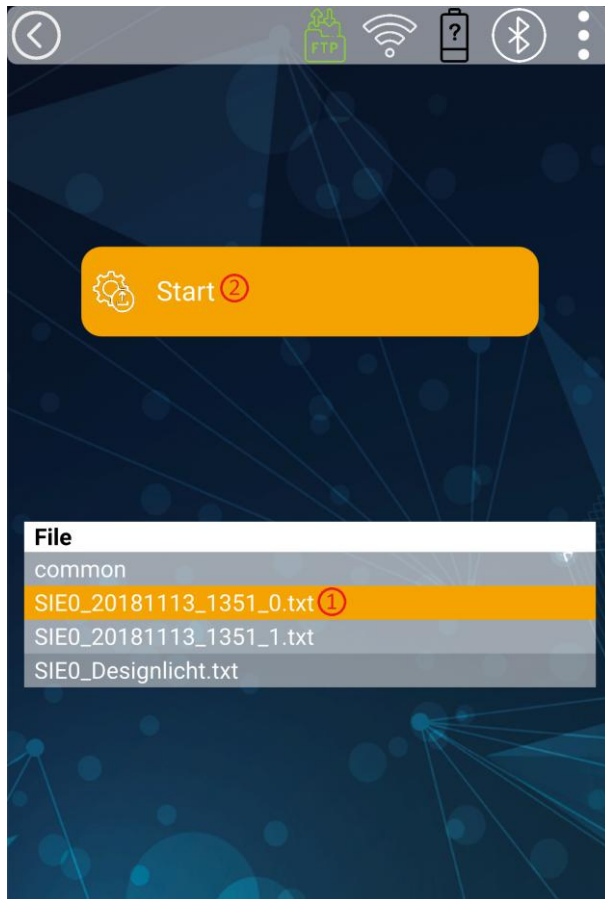 FTP
?
Start 2
File
common
SIE0_20181113_1351_0.txt 1
SIE0_20181113_1351_1.txt
SIE0_Designlicht.txt